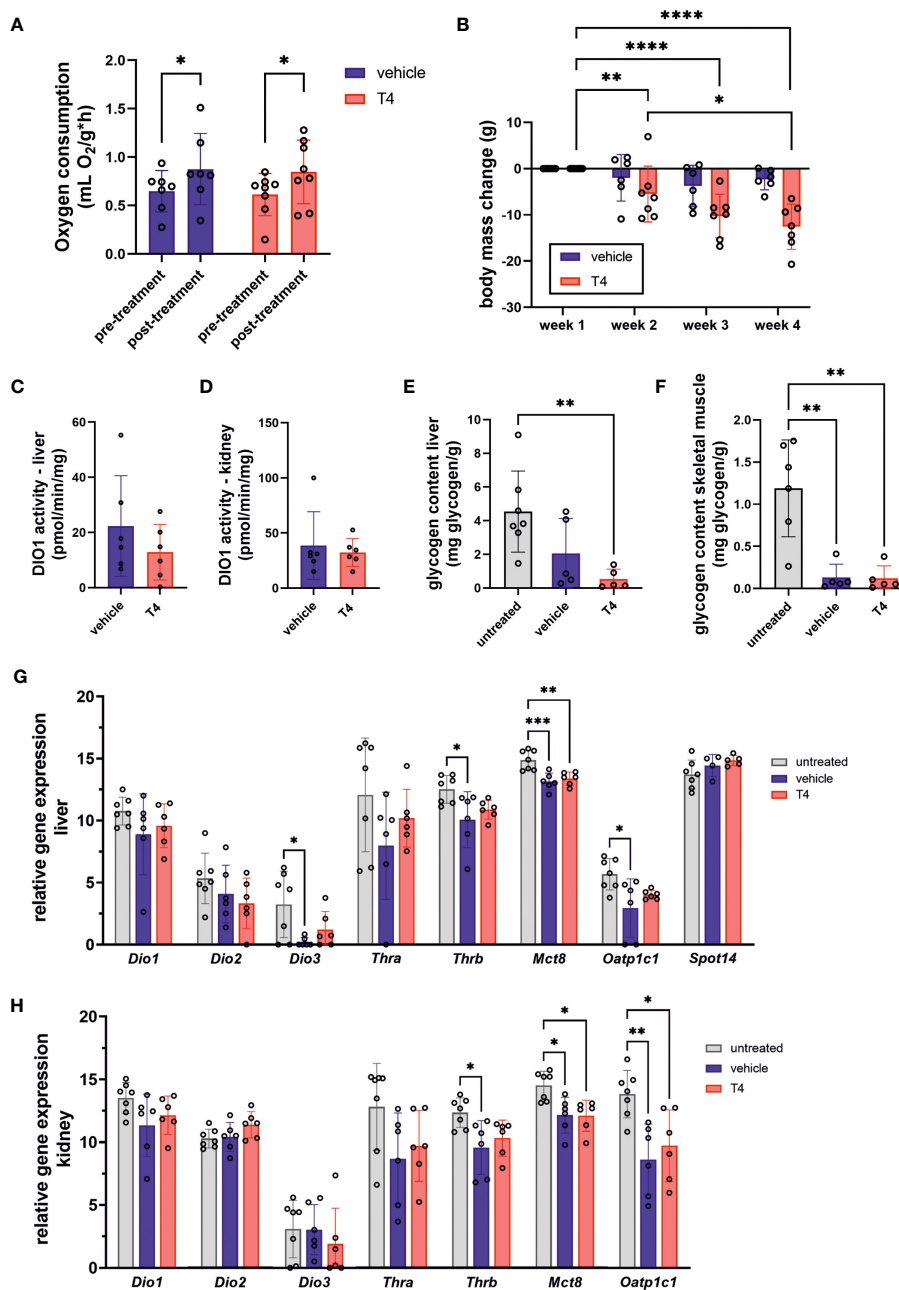 A
Oxygen consumption
(mL O2/g*h)
2.0
1.5
1.0
0.5
0.0
*
*
vehicle
T4
pre-treatment
post-treatment
pre-treatment
post-treatment
B
body mass change (g)
10
0
-10
-20
-30
****
****
**
*
vehicle
T4
week 1
week 2
week 3
week 4
C
DIO1 activity - liver
(pmol/min/mg)
60
40
20
0
vehicle
T4
D
DIO1 activity - kidney
(pmol/min/mg)
150
100
50
0
vehicle
T4
E
glycogen content liver
(mg glycogen/g)
10
8
6
4
2
0
**
untreated
vehicle
T4
F
glycogen content skeletal muscle
(mg glycogen/g)
2.0
1.5
1.0
0.5
0.0
**
**
untreated
vehicle
T4
G
relative gene expression
liver
20
15
10
5
0
*
*
***
**
*
untreated
vehicle
T4
Dio1
Dio2
Dio3
Thra
Thrb
Mct8
Oatp1c1
Spot14
H
relative gene expression
kidney
20
15
10
5
0
*
*
*
**
*
untreated
vehicle
T4
Dio1
Dio2
Dio3
Thra
Thrb
Mct8
Oatp1c1